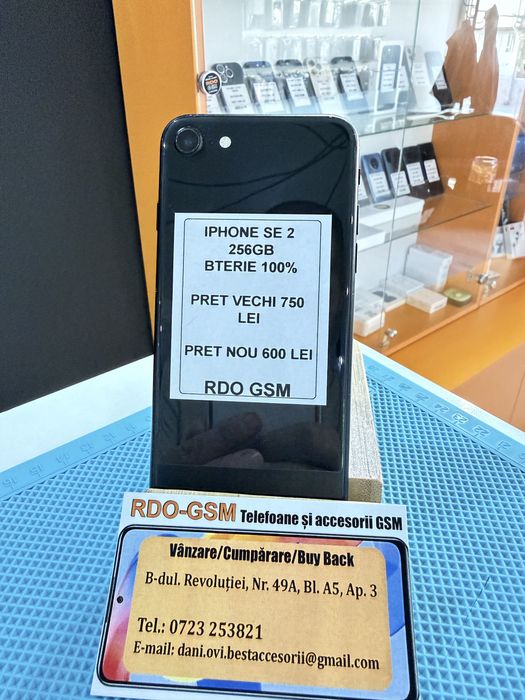 RDO
IPHONE SE 2
256GB
BTERIE 100%
PRET VECHI 750
LEI
PRET NOU 600 LEI
RDO GSM
RDO-GSM Telefoane și accesorii GSM
Vânzare/Cumpărare/Buy Back
B-dul. Revoluției, Nr. 49A, Bl. A5, Ap. 3
Tel.: 0723 253821
E-mail: dani.ovi.bestaccesorii@gmail.com